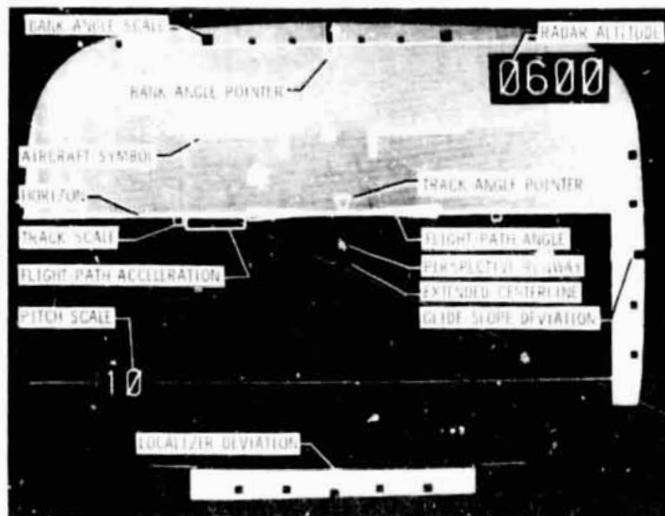 BANK ANGLE SCALE
RADAR ALTITUDE
0600
BANK ANGLE POINTER
AIRCRAFT SYMBOL
HORIZON
TRACK ANGLE POINTER
TRACK SCALE
FLIGHT-PATH ANGLE
FLIGHT-PATH ACCELERATION
PERSPECTIVE RUNWAY
EXTENDED CENTERLINE
PITCH SCALE
GLIDE-SLOPE DEVIATION
10
LOCALIZER DEVIATION